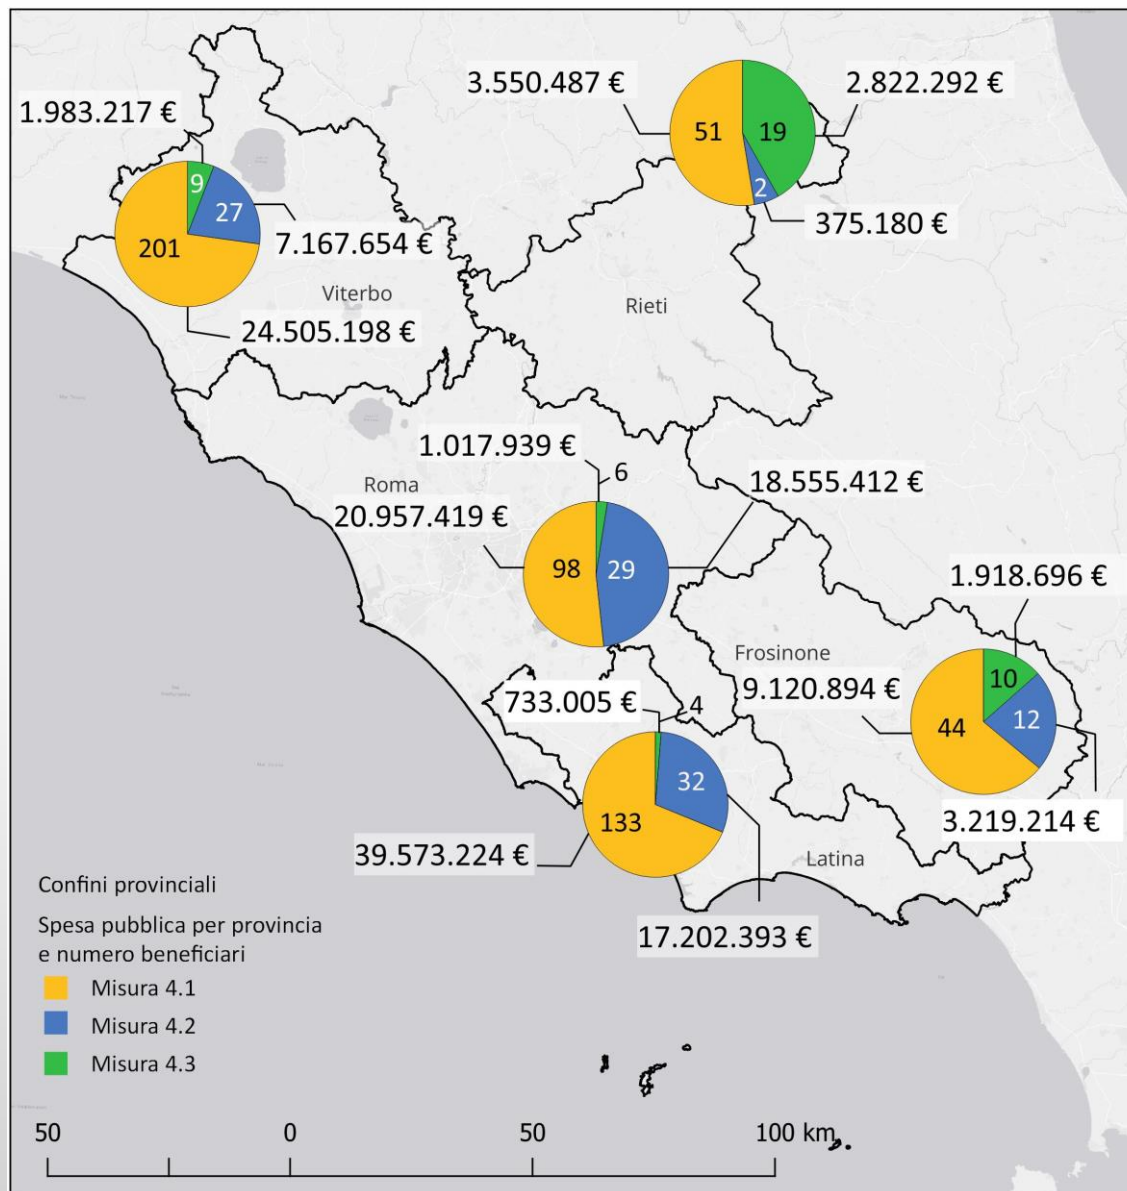 3.550.487 €
2.822.292 €
51
19
2
375.180 €
1.983.217 €
9
27
201
7.167.654 €
Viterbo
24.505.198 €
Rieti
1.017.939 €
6
Roma
18.555.412 €
20.957.419 €
98
29
1.918.696 €
Frosinone
9.120.894 €
10
44
12
3.219.214 €
733.005 €
4
32
133
39.573.224 €
Latina
17.202.393 €
Confini provinciali
Spesa pubblica per provincia
e numero beneficiari
Misura 4.1
Misura 4.2
Misura 4.3
50
0
50
100 km